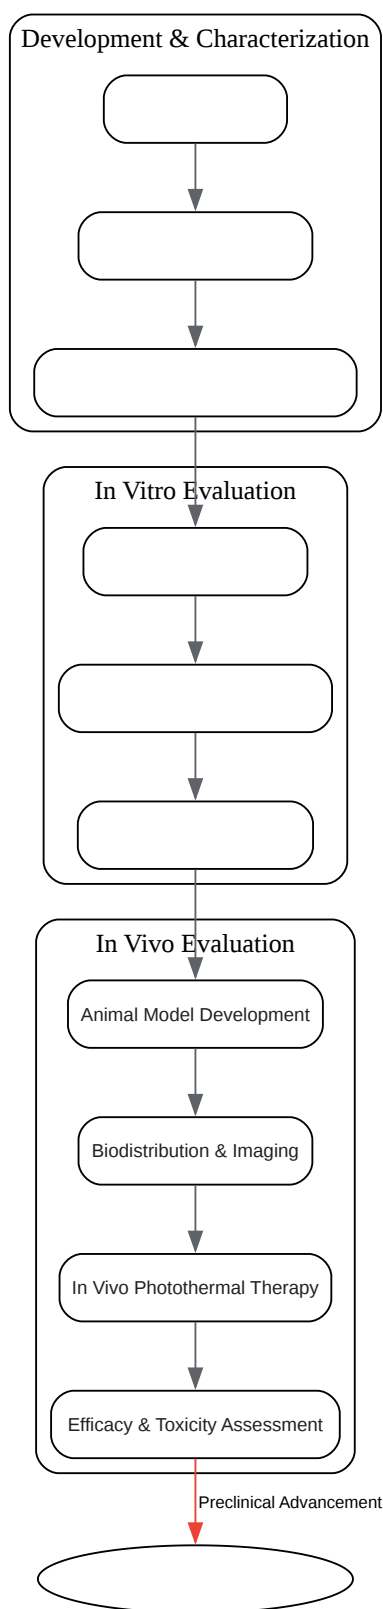 Development & Characterization
In Vitro Evaluation
In Vivo Evaluation
Animal Model Development
Biodistribution & Imaging
In Vivo Photothermal Therapy
Efficacy & Toxicity Assessment
Preclinical Advancement